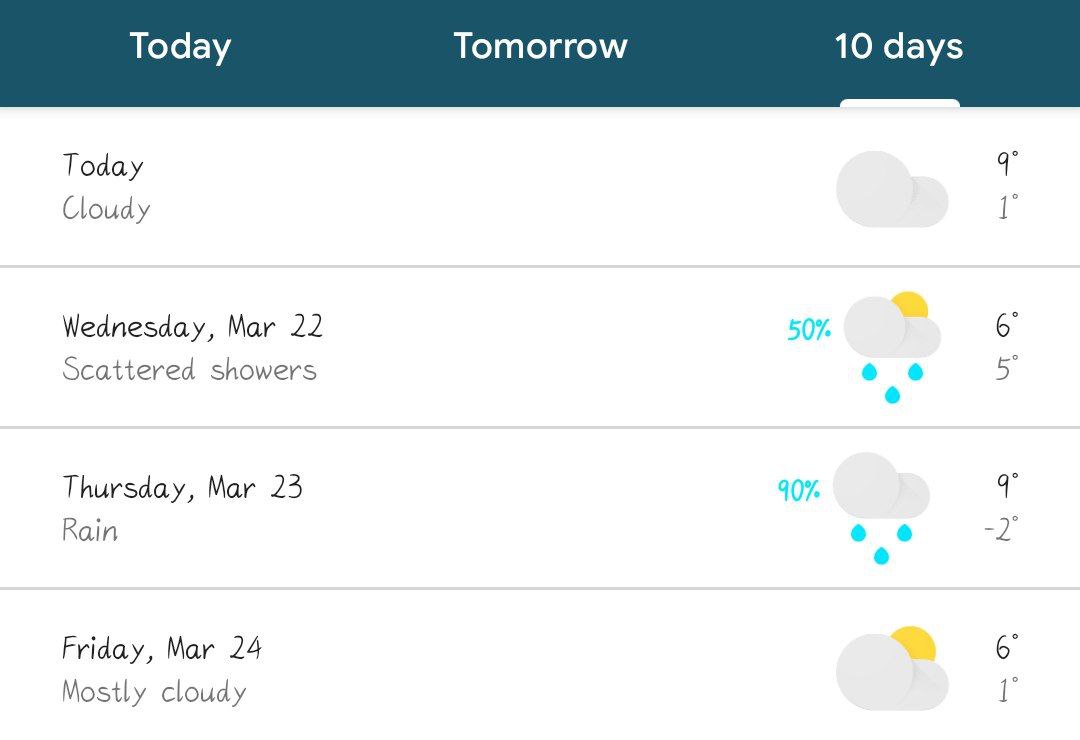 Today Tomorrow 10 days
Today 9°
Cloudy 1°
Wednesday, Mar 22 50% 6°
Scattered showers 5°
Thursday, Mar 23 90% 9°
Rain -2°
Friday, Mar 24 6°
Mostly cloudy 1°